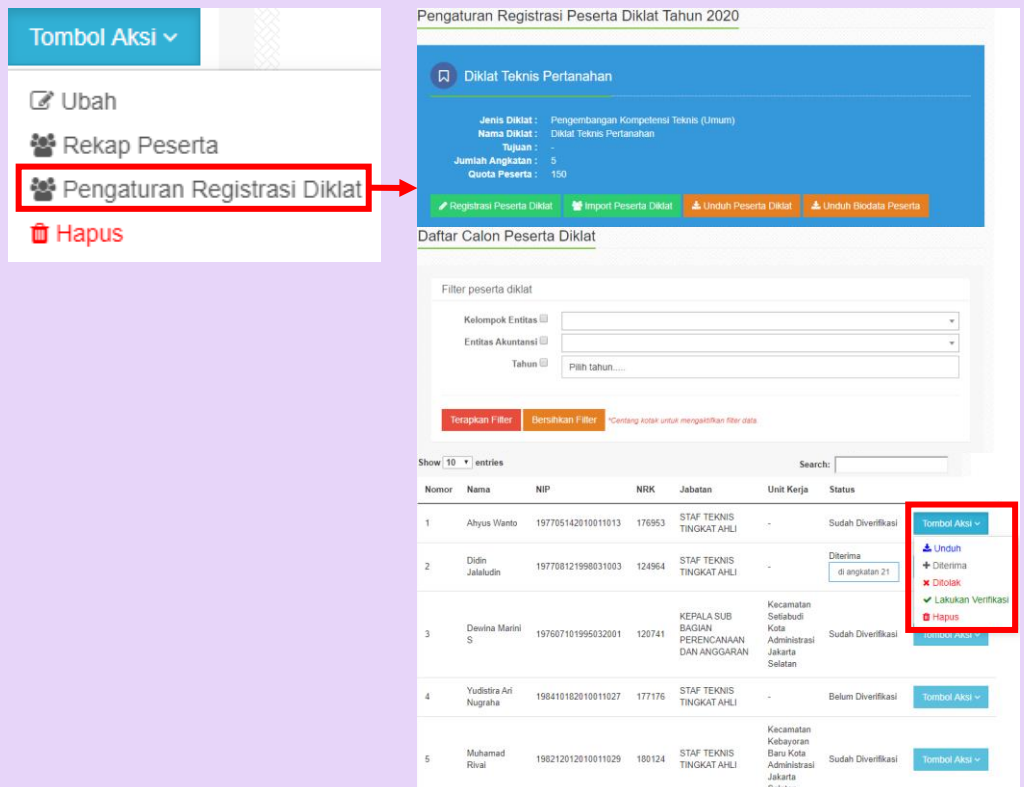 Tombol Aksi
Ubah
Rekap Peserta
Pengaturan Registrasi Diklat
Hapus
Pengaturan Registrasi Peserta Diklat Tahun 2020
Diklat Teknis Pertanahan
Jenis Diklat : Pengembangan Kompetensi Teknis (Umum)
Nama Diklat : Diklat Teknis Pertanahan
Tujuan : -
Jumlah Angkatan : 5
Quota Peserta : 150
Registrasi Peserta Diklat Import Peserta Diklat Unduh Peserta Diklat Unduh Biodata Peserta
Daftar Calon Peserta Diklat
Filter peserta diklat
Kelompok Entitas
Entitas Akuntansi
Tahun Pilih tahun.....
Terapkan Filter Bersihkan Filter *Centang kotak untuk mengaktifkan filter data.
Show 10 entries Search:
Nomor Nama NIP NRK Jabatan Unit Kerja Status
1 Ahyus Wanto 197705142010011013 176953 STAF TEKNIS TINGKAT AHLI - Sudah Diverifikasi Tombol Aksi
Unduh
Diterima
Ditolak
Lakukan Verifikasi
Hapus
2 Didin Jalaludin 197708121998031003 124964 STAF TEKNIS TINGKAT AHLI - Diterima di angkatan 21
3 Dewina Marini S 197607101995032001 120741 KEPALA SUB BAGIAN PERENCANAAN DAN ANGGARAN Kecamatan Setiabudi Kota Administrasi Jakarta Selatan Sudah Diverifikasi Tombol Aksi
4 Yudistira Ari Nugraha 198410182010011027 177176 STAF TEKNIS TINGKAT AHLI - Belum Diverifikasi Tombol Aksi
5 Muhamad Rivai 198212012010011029 180124 STAF TEKNIS TINGKAT AHLI Kecamatan Kebayoran Baru Kota Administrasi Jakarta Sudah Diverifikasi Tombol Aksi